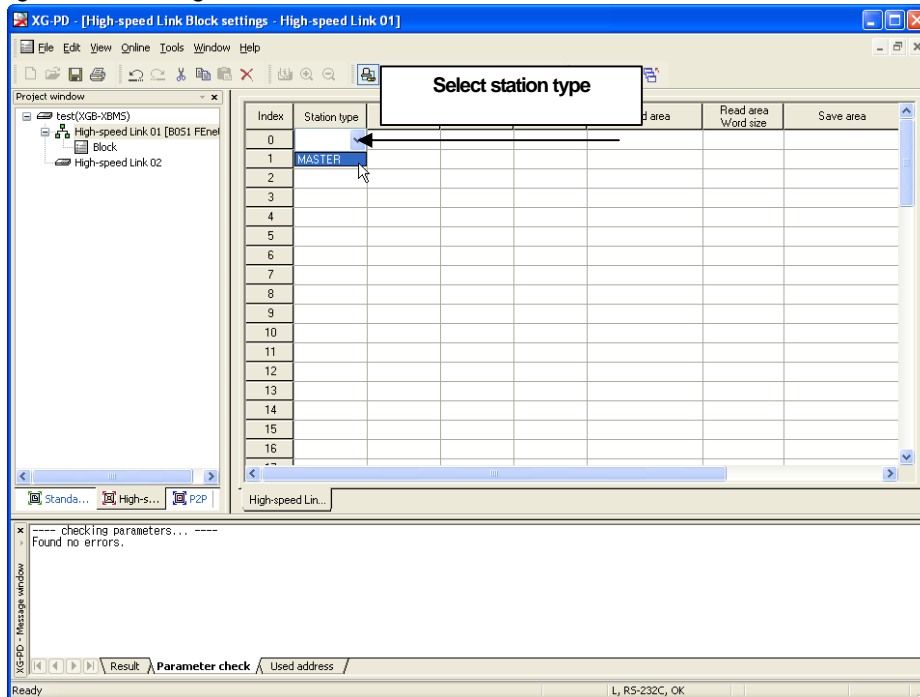 XG-PD - [High-speed Link Block settings - High-speed Link 01]
File Edit View Online Tools Window Help
Select station type
Project window
test(XGB-XBMS)
High-speed Link 01 [B0S1 FEnet
Block
High-speed Link 02
Standa... High-s... P2P
Index Station type d area Read area Word size Save area
0
1 MASTER
2
3
4
5
6
7
8
9
10
11
12
13
14
15
16
High-speed Lin...
---- checking parameters... ----
Found no errors.
XG-PD - Message window
Result Parameter check Used address
Ready L, RS-232C, OK